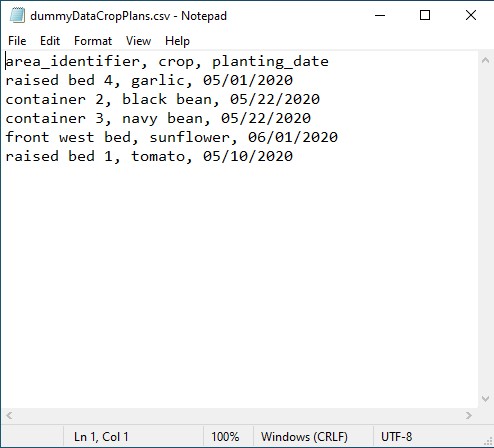 dummyDataCropPlans.csv - Notepad
File Edit Format View Help
area_identifier, crop, planting_date
raised bed 4, garlic, 05/01/2020
container 2, black bean, 05/22/2020
container 3, navy bean, 05/22/2020
front west bed, sunflower, 06/01/2020
raised bed 1, tomato, 05/10/2020
Ln 1, Col 1 100% Windows (CRLF) UTF-8